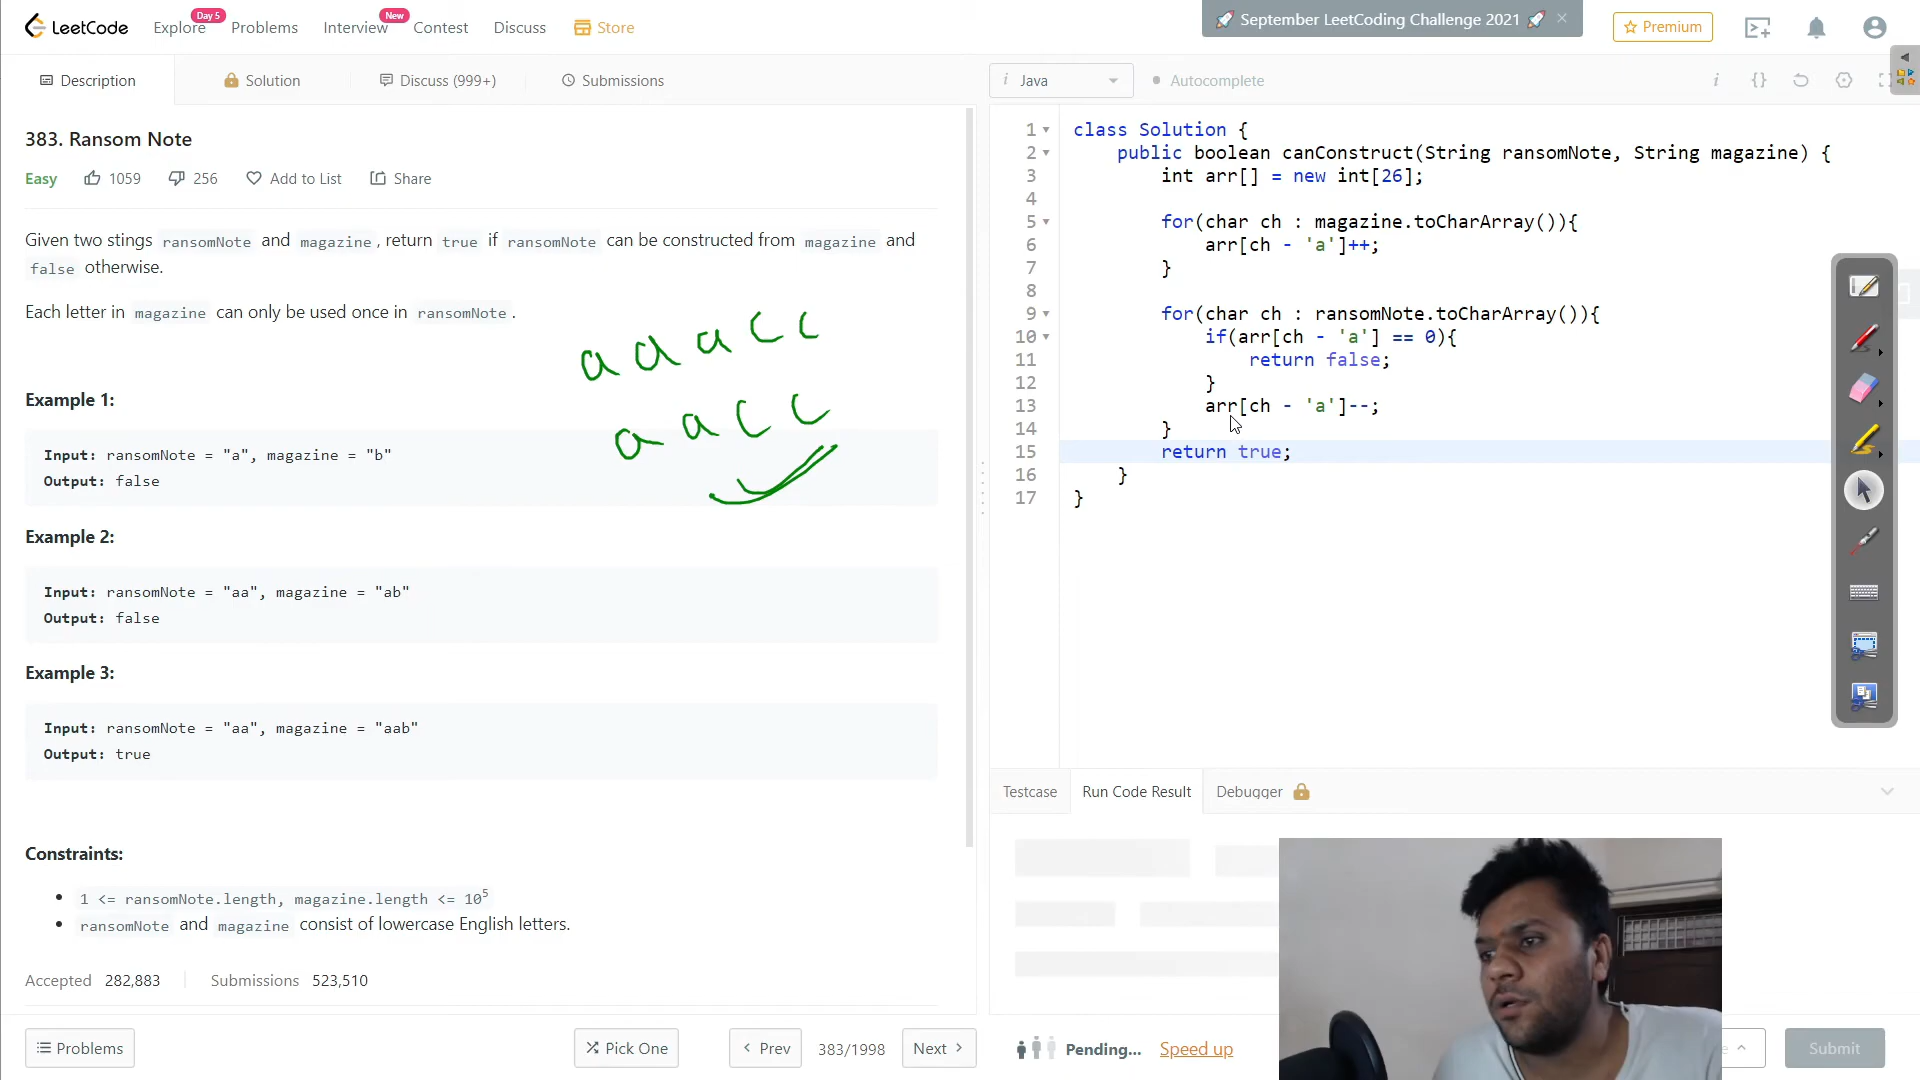 LeetCode Explore Day 5 Problems Interview New Contest Discuss Store
🚀 September LeetCoding Challenge 2021 🚀 ×
Premium
Description Solution Discuss (999+) Submissions
383. Ransom Note
Easy 1059 256 Add to List Share
Given two stings ransomNote and magazine, return true if ransomNote can be constructed from magazine and
false otherwise.
Each letter in magazine can only be used once in ransomNote.
a a a c c
a a c c
Example 1:
Input: ransomNote = "a", magazine = "b"
Output: false
Example 2:
Input: ransomNote = "aa", magazine = "ab"
Output: false
Example 3:
Input: ransomNote = "aa", magazine = "aab"
Output: true
Constraints:
• 1 <= ransomNote.length, magazine.length <= 10⁵
• ransomNote and magazine consist of lowercase English letters.
Accepted 282,883 Submissions 523,510
Problems Pick One < Prev 383/1998 Next >
i Java Autocomplete i {}
1 class Solution {
2 public boolean canConstruct(String ransomNote, String magazine) {
3 int arr[] = new int[26];
4
5 for(char ch : magazine.toCharArray()){
6 arr[ch - 'a']++;
7 }
8
9 for(char ch : ransomNote.toCharArray()){
10 if(arr[ch - 'a'] == 0){
11 return false;
12 }
13 arr[ch - 'a']--;
14 }
15 return true;
16 }
17 }
Testcase Run Code Result Debugger
Pending... Speed up
Submit